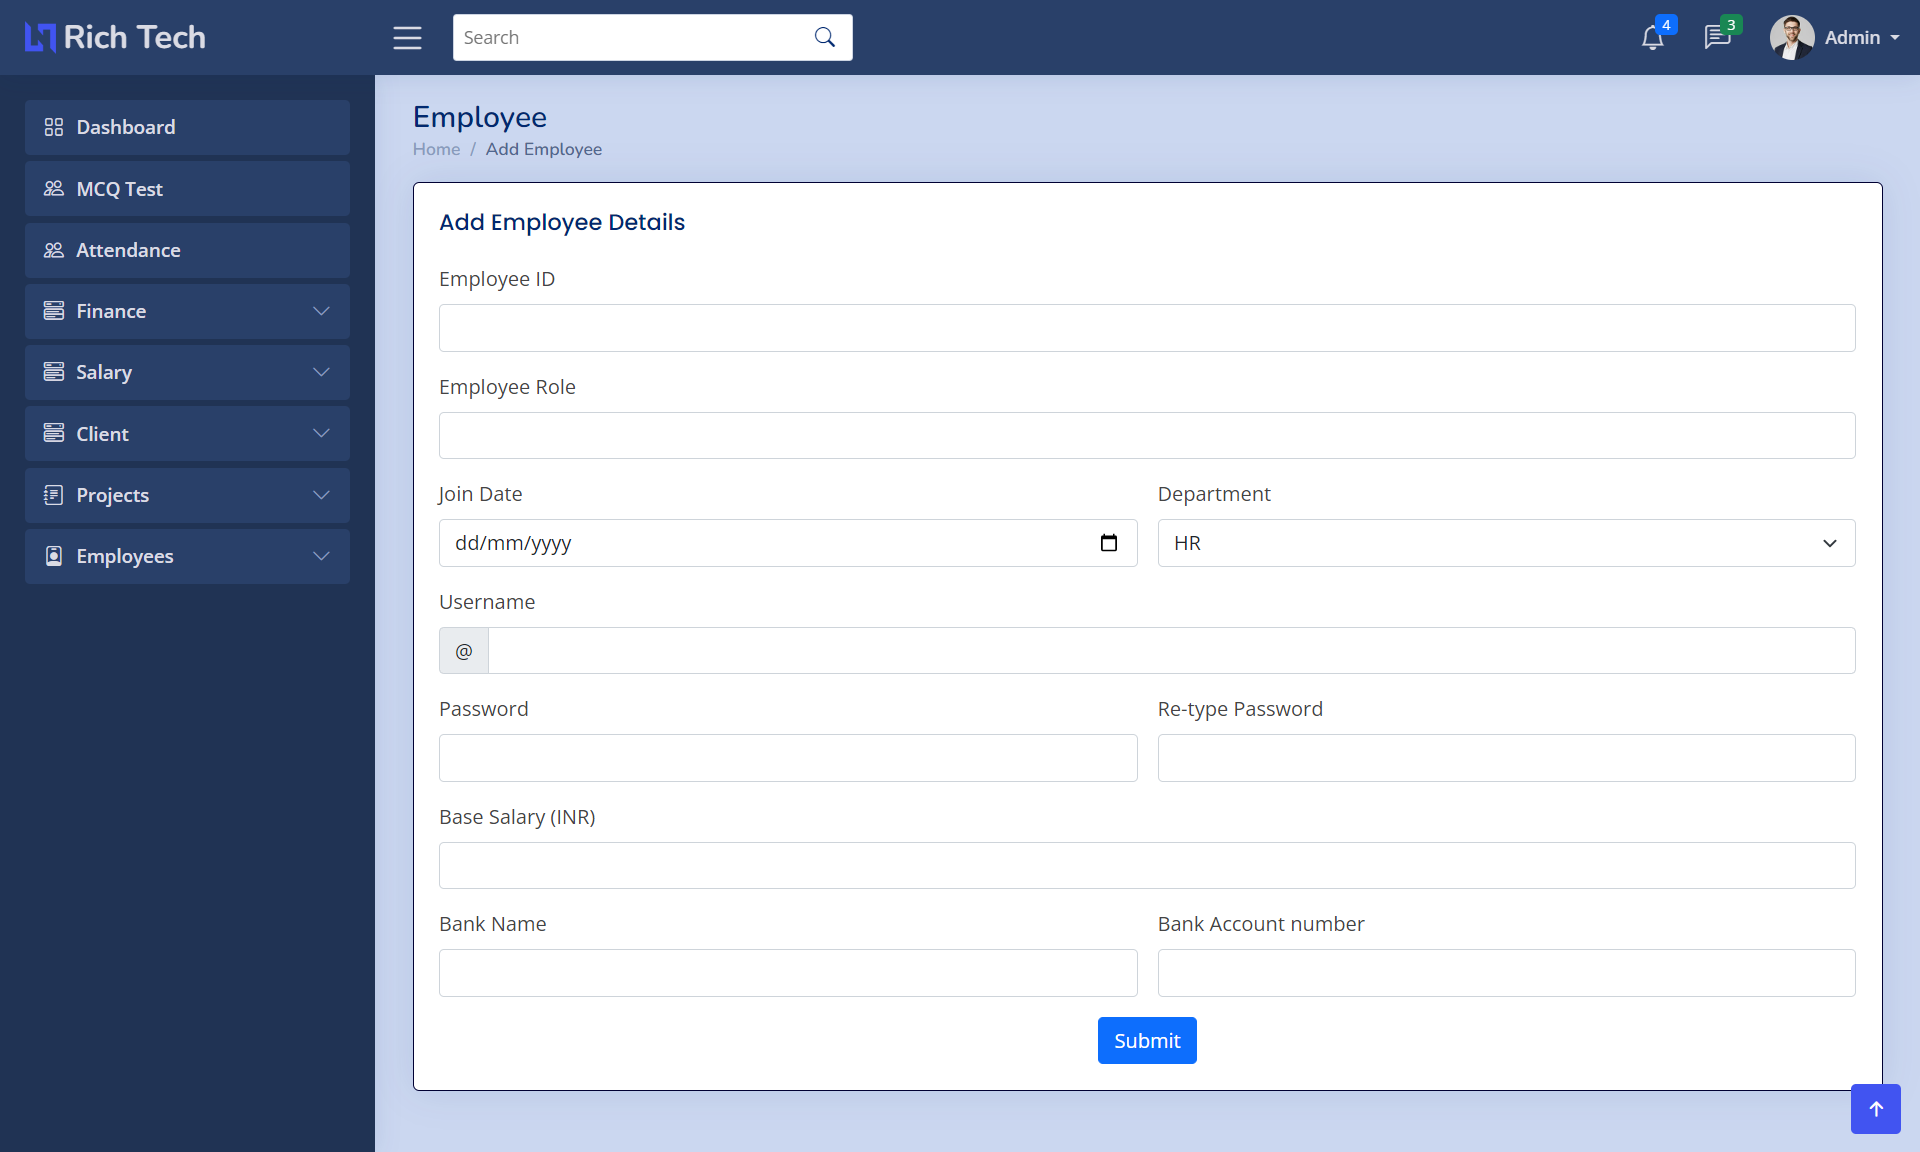 Rich Tech
Search
4
3
Admin
Dashboard
MCQ Test
Attendance
Finance
Salary
Client
Projects
Employees
Employee
Home / Add Employee
Add Employee Details
Employee ID
Employee Role
Join Date
Department
dd/mm/yyyy
HR
Username
@
Password
Re-type Password
Base Salary (INR)
Bank Name
Bank Account number
Submit